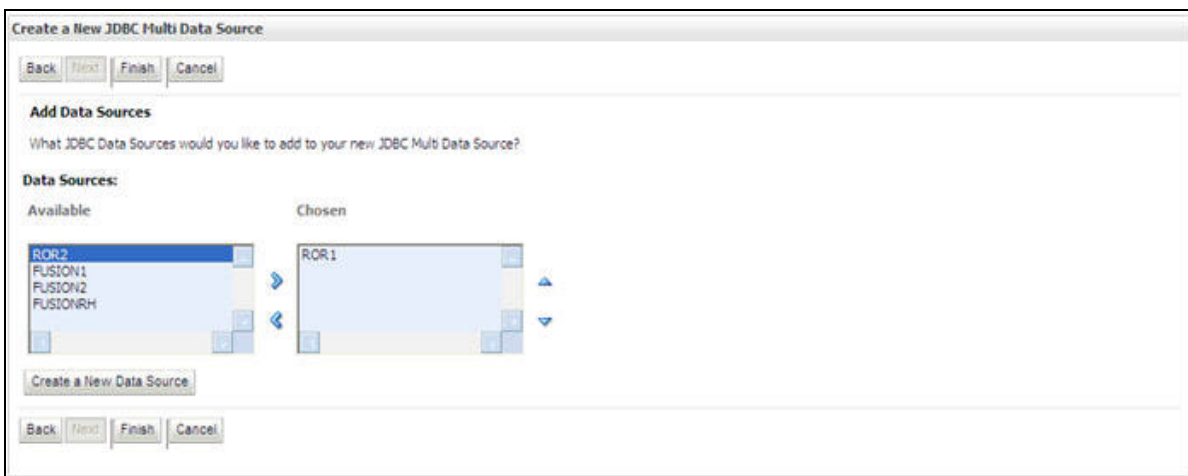 Create a New JDBC Multi Data Source
Back Next Finish Cancel
Add Data Sources
What JDBC Data Sources would you like to add to your new JDBC Multi Data Source?
Data Sources:
Available Chosen
ROR2 ROR1
FUSION1
FUSION2
FUSIONRH
Create a New Data Source
Back Next Finish Cancel